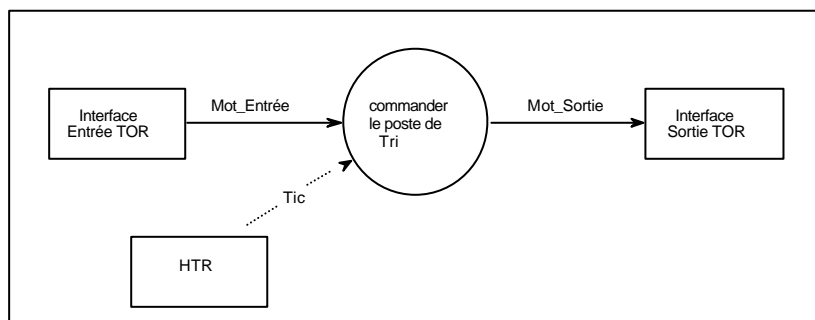 Interface
Entrée TOR
Mot_Entrée
commander
le poste de
Tri
Mot_Sortie
Interface
Sortie TOR
Tic
HTR